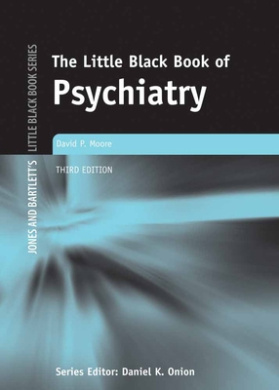 The Little Black Book of
Psychiatry
David P. Moore
THIRD EDITION
JONES AND BARTLETT'S LITTLE BLACK BOOK SERIES
Series Editor: Daniel K. Onion